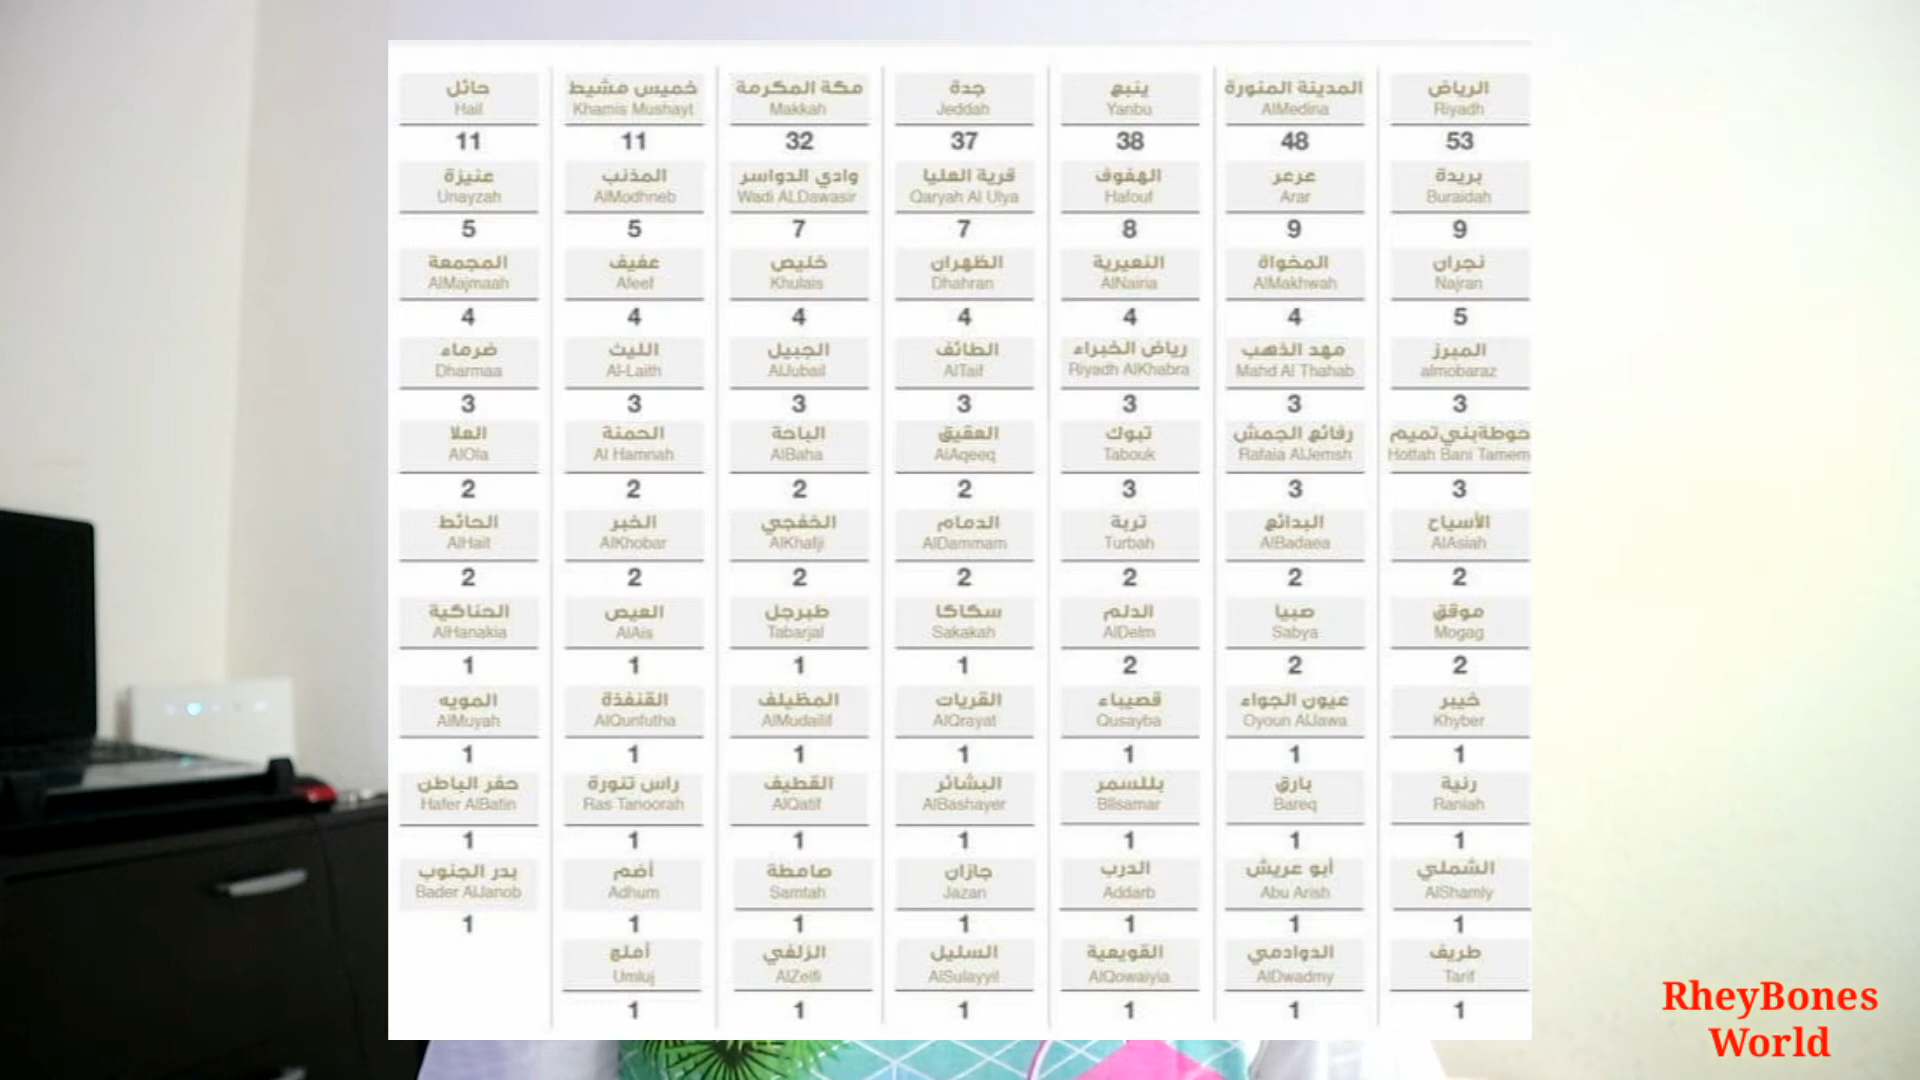 الرياض المدينة المنورة ينبع جدة مكة المكرمة خميس مشيط حائل
Riyadh AlMedina Yanbu Jeddah Makkah Khamis Mushayt Hail
53 48 38 37 32 11 11
بريدة عرعر الهفوف قرية العليا وادي الدواسر المذنب عنيزة
Buraidah Arar Hafouf Qaryah Al Ulya Wadi ALDawasir AlModhneb Unayzah
9 9 8 7 7 5 5
نجران المخواة النعيرية الظهران خليص عفيف المجمعة
Najran AlMakhwah AlNairia Dhahran Khulais Afeef AlMajmaah
5 4 4 4 4 4 4
المبرز مهد الذهب رياض الخبراء الطائف الجبيل الليث ضرماء
almobaraz Mahd Al Thahab Riyadh AlKhabra AlTaif AlJubail Al-Laith Dharmaa
3 3 3 3 3 3 3
حوطة بني تميم رفائع الجمش تبوك العقيق الباحة الحمنة العلا
Hottah Bani Tamem Rafaia AlJemsh Tabouk AlAqeeq AlBaha Al Hamnah AlOla
3 3 3 2 2 2 2
الأسياح البدائع تربة الدمام الخفجي الخبر الحائط
AlAsiah AlBadaea Turbah AlDammam AlKhafji AlKhobar AlHait
2 2 2 2 2 2 2
موقق صبيا الدلم سكاكا طبرجل العيص الحناكية
Mogag Sabya AlDelm Sakakah Tabarjal AlAis AlHanakia
2 2 2 1 1 1 1
خيبر عيون الجواء قصيباء القريات المظيلف القنفذة المويه
Khyber Oyoun AlJawa Qusayba AlQrayat AlMudailif AlQunfutha AlMuyah
1 1 1 1 1 1 1
رنية بارق بللسمر البشائر القطيف راس تنورة حفر الباطن
Raniah Bareq Bllsamar AlBashayer AlQatif Ras Tanoorah Hafer AlBatin
1 1 1 1 1 1 1
الشملي أبو عريش الدرب جازان صامطة أضم بدر الجنوب
AlShamly Abu Arish Addarb Jazan Samtah Adhum Bader AlJanob
1 1 1 1 1 1 1
طريف الدوادمي القويعية السليل الزلفي أملج
Tarif AlDwadmy AlQowaiyia AlSulayyil AlZelfi Umluj
1 1 1 1 1 1
RheyBones
World